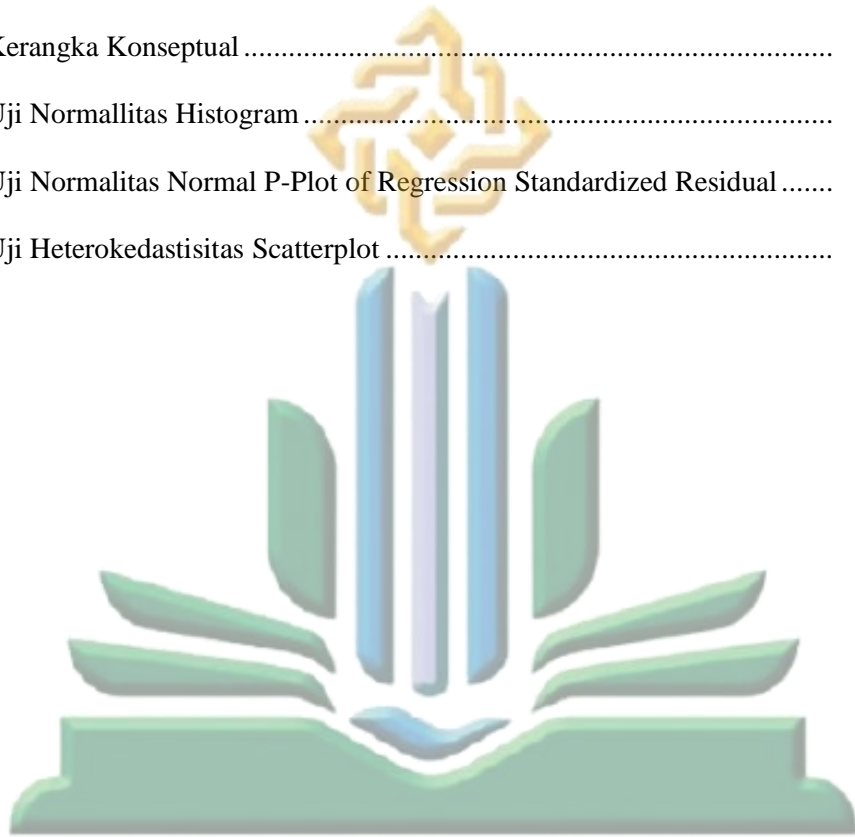 Kerangka Konseptual ...............................................................................
Uji Normallitas Histogram .......................................................................
Uji Normalitas Normal P-Plot of Regression Standardized Residual .......
Uji Heterokedastisitas Scatterplot ............................................................